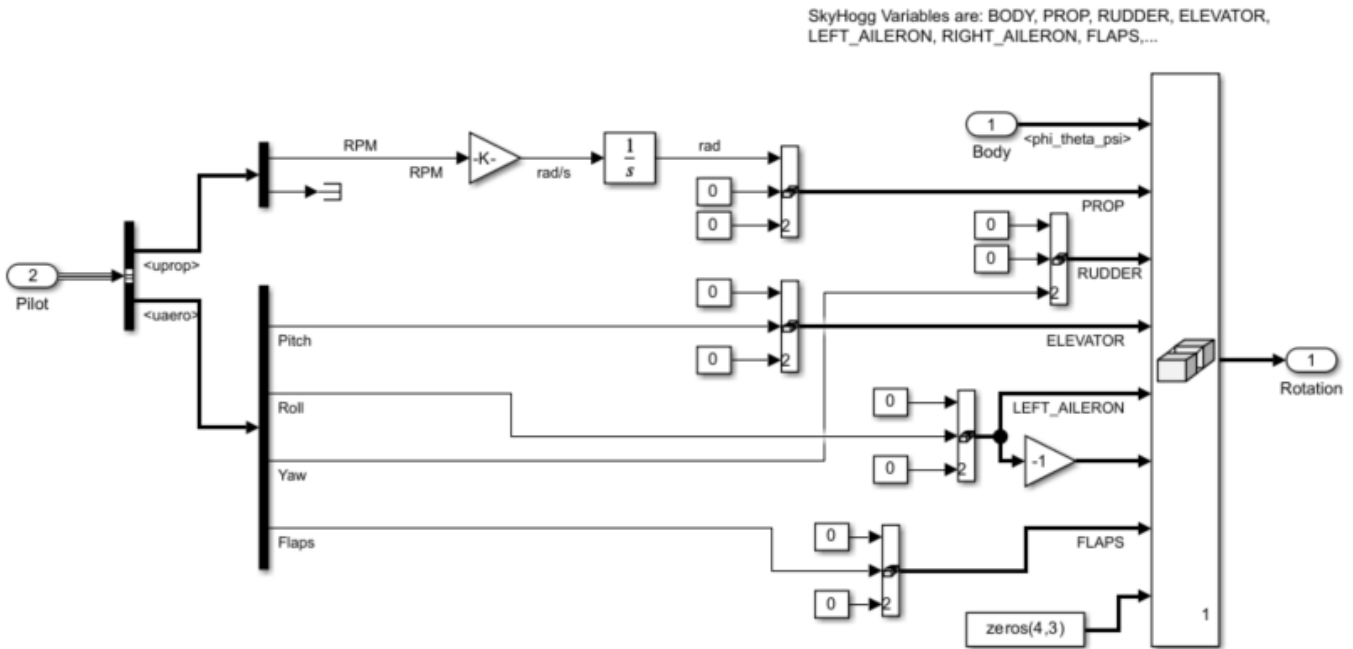 SkyHogg Variables are: BODY, PROP, RUDDER, ELEVATOR,
LEFT_AILERON, RIGHT_AILERON, FLAPS,...
1
Body
<phi_theta_psi>
RPM
RPM
-K-
rad/s
1
s
rad
0
0
2
PROP
0
0
2
RUDDER
2
Pilot
<uprop>
<uaero>
Pitch
0
0
2
ELEVATOR
1
Rotation
Roll
0
0
2
LEFT_AILERON
-1
Yaw
Flaps
0
0
2
FLAPS
zeros(4,3)
1